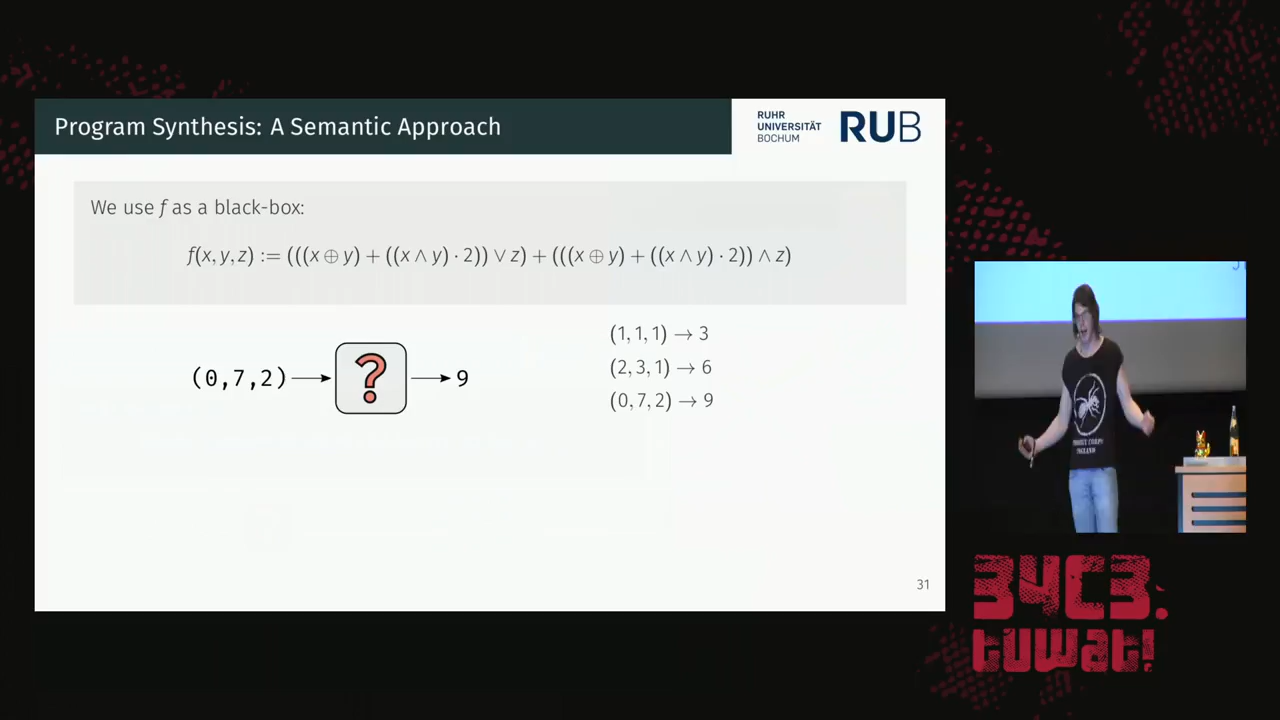 Program Synthesis: A Semantic Approach
RUHR
UNIVERSITÄT
BOCHUM
RUB
We use f as a black-box:
f(x, y, z) := (((x ⊕ y) + ((x ∧ y) · 2)) ∨ z) + (((x ⊕ y) + ((x ∧ y) · 2)) ∧ z)
(0,7,2) → ? → 9
(1, 1, 1) → 3
(2, 3, 1) → 6
(0, 7, 2) → 9
31
34C3.
tuwat!